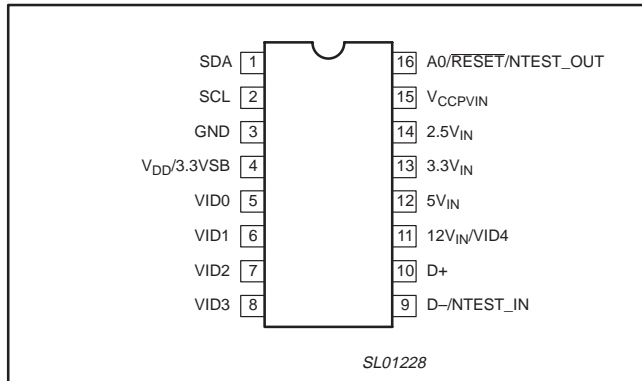 SDA 1 16 A0/RESET/NTEST_OUT
SCL 2 15 VCCPVIN
GND 3 14 2.5VIN
VDD/3.3VSB 4 13 3.3VIN
VID0 5 12 5VIN
VID1 6 11 12VIN/VID4
VID2 7 10 D+
VID3 8 9 D–/NTEST_IN
SL01228